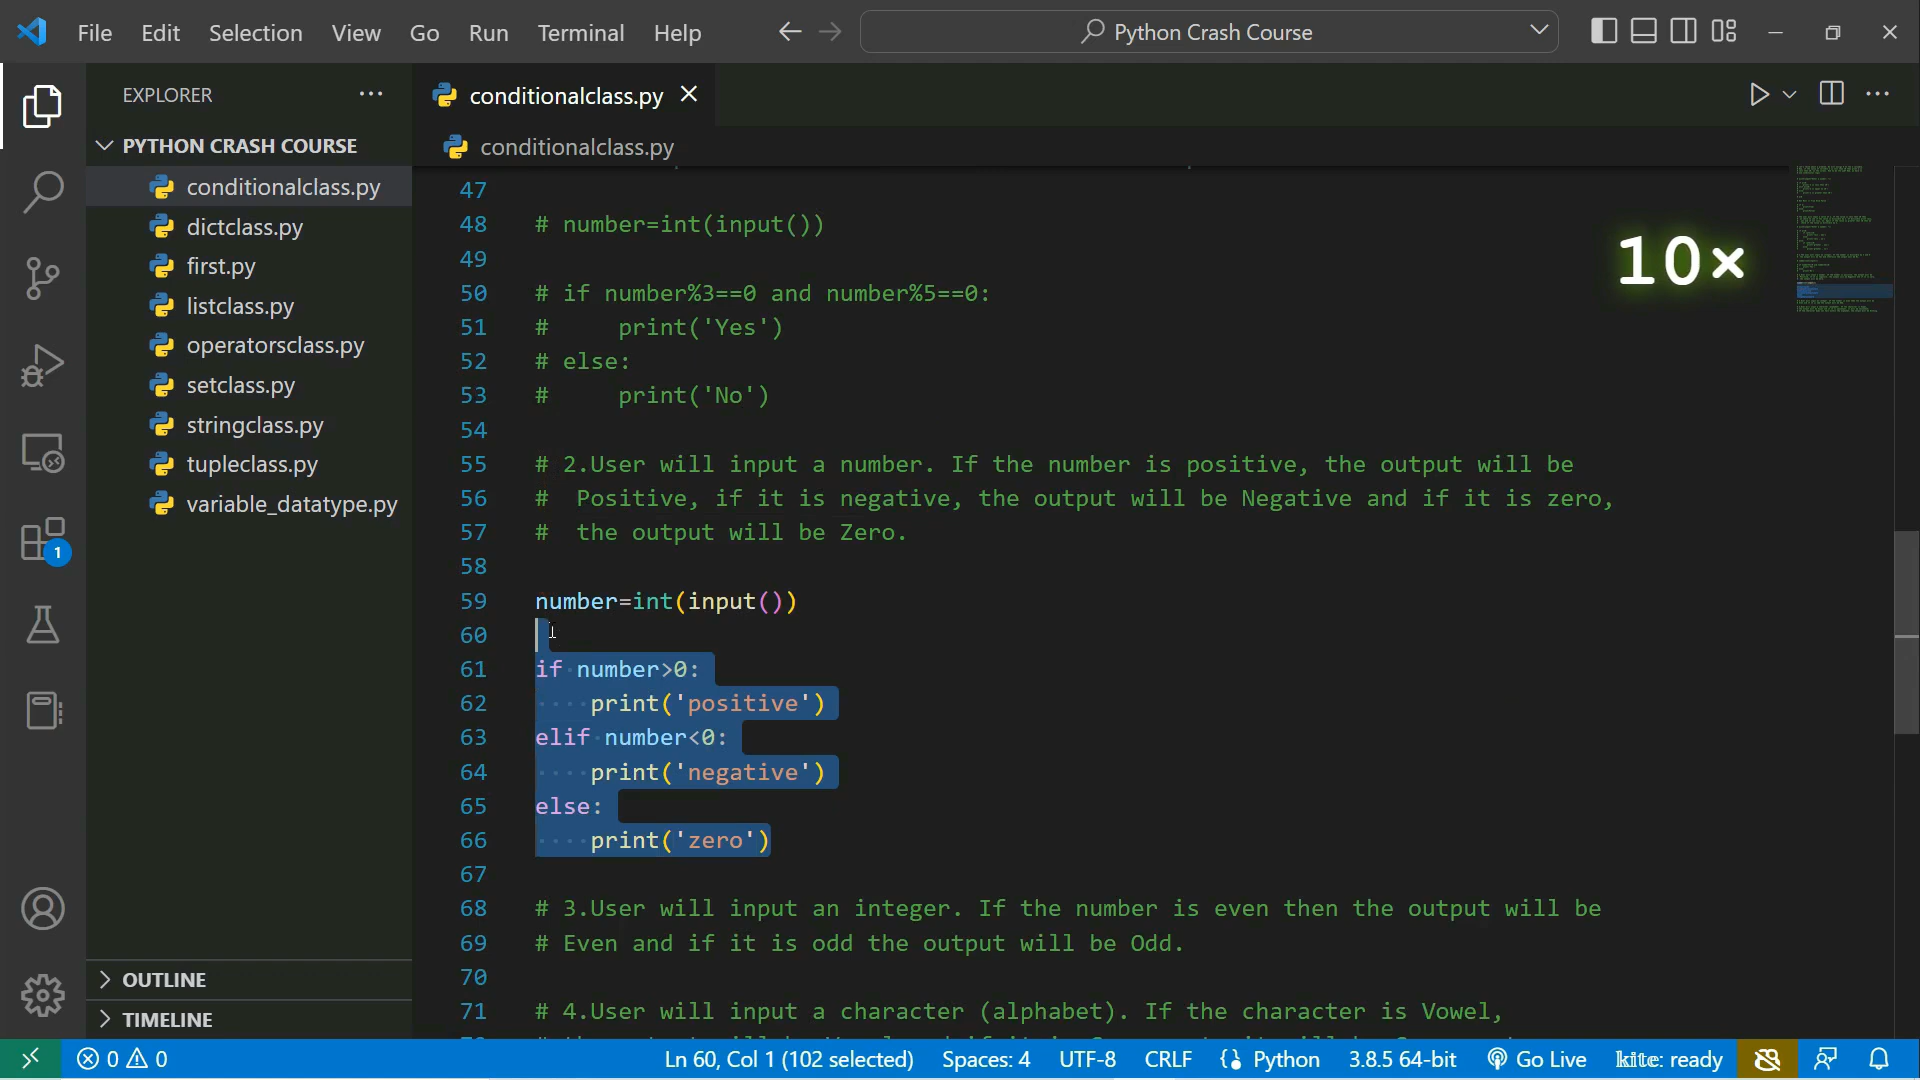 File Edit Selection View Go Run Terminal Help
Python Crash Course
EXPLORER
PYTHON CRASH COURSE
conditionalclass.py
dictclass.py
first.py
listclass.py
operatorsclass.py
setclass.py
stringclass.py
tupleclass.py
variable_datatype.py
OUTLINE
TIMELINE
1
conditionalclass.py
conditionalclass.py
10×
47
48 # number=int(input())
49
50 # if number%3==0 and number%5==0:
51 #     print('Yes')
52 # else:
53 #     print('No')
54
55 # 2.User will input a number. If the number is positive, the output will be
56 #  Positive, if it is negative, the output will be Negative and if it is zero,
57 #  the output will be Zero.
58
59 number=int(input())
60
61 if number>0:
62     print('positive')
63 elif number<0:
64     print('negative')
65 else:
66     print('zero')
67
68 # 3.User will input an integer. If the number is even then the output will be
69 # Even and if it is odd the output will be Odd.
70
71 # 4.User will input a character (alphabet). If the character is Vowel,
0 0
Ln 60, Col 1 (102 selected) Spaces: 4 UTF-8 CRLF Python 3.8.5 64-bit Go Live kite: ready